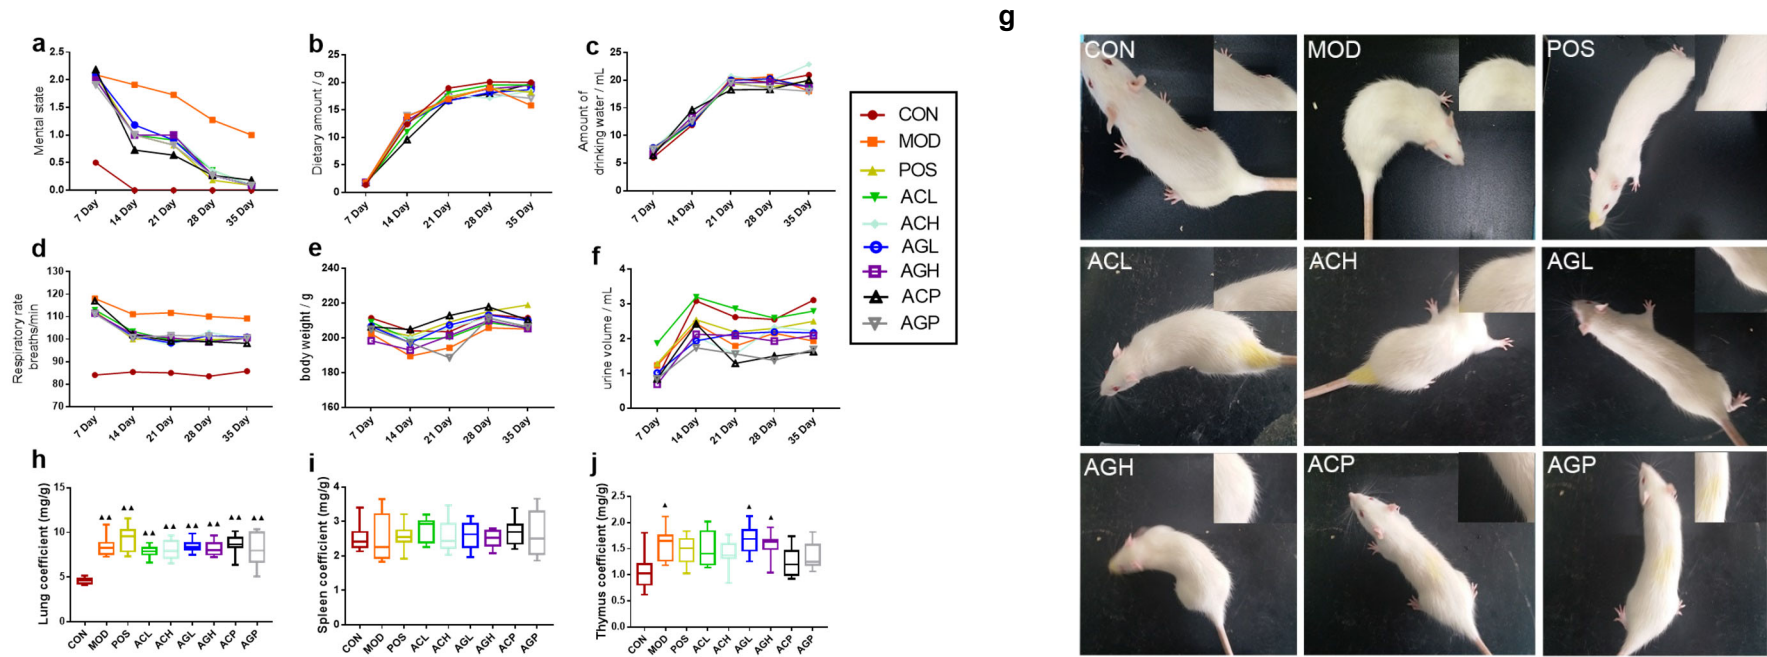 a
2.5
2.0
1.5
1.0
0.5
0.0
Mental state
7 Day
14 Day
21 Day
28 Day
35 Day
b
25
20
15
10
5
0
Dietary amount / g
7 Day
14 Day
21 Day
28 Day
35 Day
c
25
20
15
10
5
0
Amount of
drinking water / mL
7 Day
14 Day
21 Day
28 Day
35 Day
CON
MOD
POS
ACL
ACH
AGL
AGH
ACP
AGP
d
130
120
110
100
90
80
70
Respiratory rate
breaths/min
7 Day
14 Day
21 Day
28 Day
35 Day
e
240
220
200
180
160
body weight / g
7 Day
14 Day
21 Day
28 Day
35 Day
f
4
3
2
1
0
urine volume / mL
7 Day
14 Day
21 Day
28 Day
35 Day
g
CON
MOD
POS
ACL
ACH
AGL
AGH
ACP
AGP
h
15
10
5
0
Lung coefficient (mg/g)
CON
MOD
POS
ACL
ACH
AGL
AGH
ACP
AGP
i
4
3
2
1
0
Spleen coefficient (mg/g)
CON
MOD
POS
ACL
ACH
AGL
AGH
ACP
AGP
j
2.5
2.0
1.5
1.0
0.5
0.0
Thymus coefficient (mg/g)
CON
MOD
POS
ACL
ACH
AGL
AGH
ACP
AGP